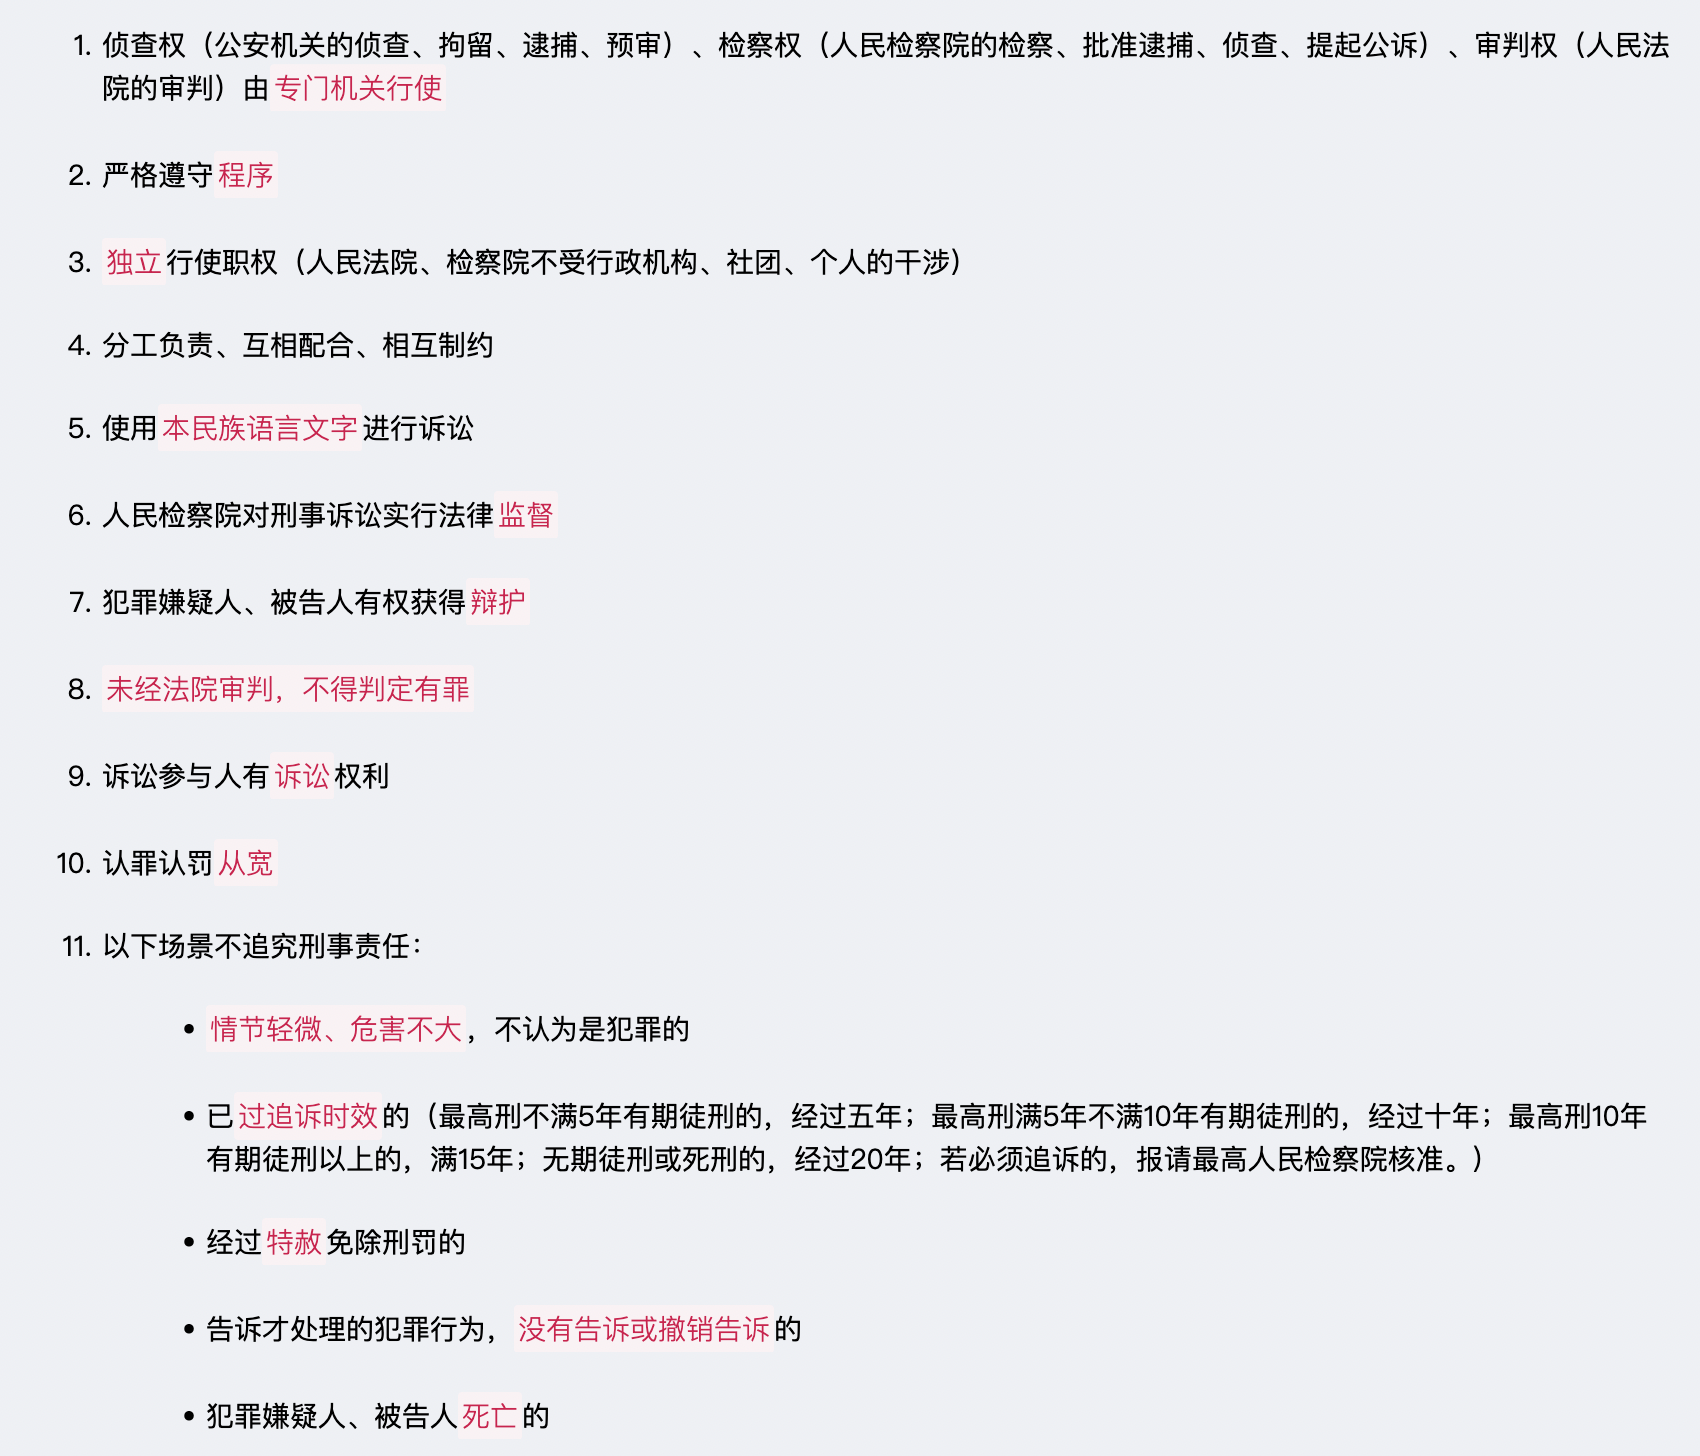 1. 侦查权（公安机关的侦查、拘留、逮捕、预审）、检察权（人民检察院的检察、批准逮捕、侦查、提起公诉）、审判权（人民法
院的审判）由专门机关行使
2. 严格遵守程序
3. 独立行使职权（人民法院、检察院不受行政机构、社团、个人的干涉）
4. 分工负责、互相配合、相互制约
5. 使用本民族语言文字进行诉讼
6. 人民检察院对刑事诉讼实行法律监督
7. 犯罪嫌疑人、被告人有权获得辩护
8. 未经法院审判，不得判定有罪
9. 诉讼参与人有诉讼权利
10. 认罪认罚从宽
11. 以下场景不追究刑事责任：
• 情节轻微、危害不大，不认为是犯罪的
• 已过追诉时效的（最高刑不满5年有期徒刑的，经过五年；最高刑满5年不满10年有期徒刑的，经过十年；最高刑10年
有期徒刑以上的，满15年；无期徒刑或死刑的，经过20年；若必须追诉的，报请最高人民检察院核准。）
• 经过特赦免除刑罚的
• 告诉才处理的犯罪行为，没有告诉或撤销告诉的
• 犯罪嫌疑人、被告人死亡的